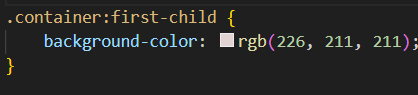 .container:first-child {
    background-color: rgb(226, 211, 211);
}